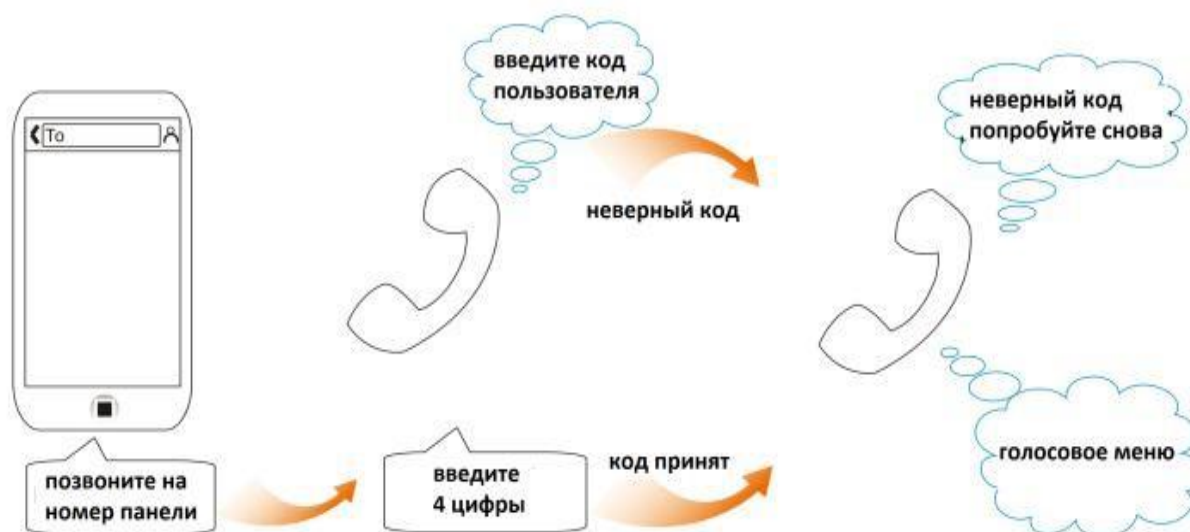 To
позвоните на
номер панели
введите код
пользователя
неверный код
введите
4 цифры
код принят
неверный код
попробуйте снова
голосовое меню